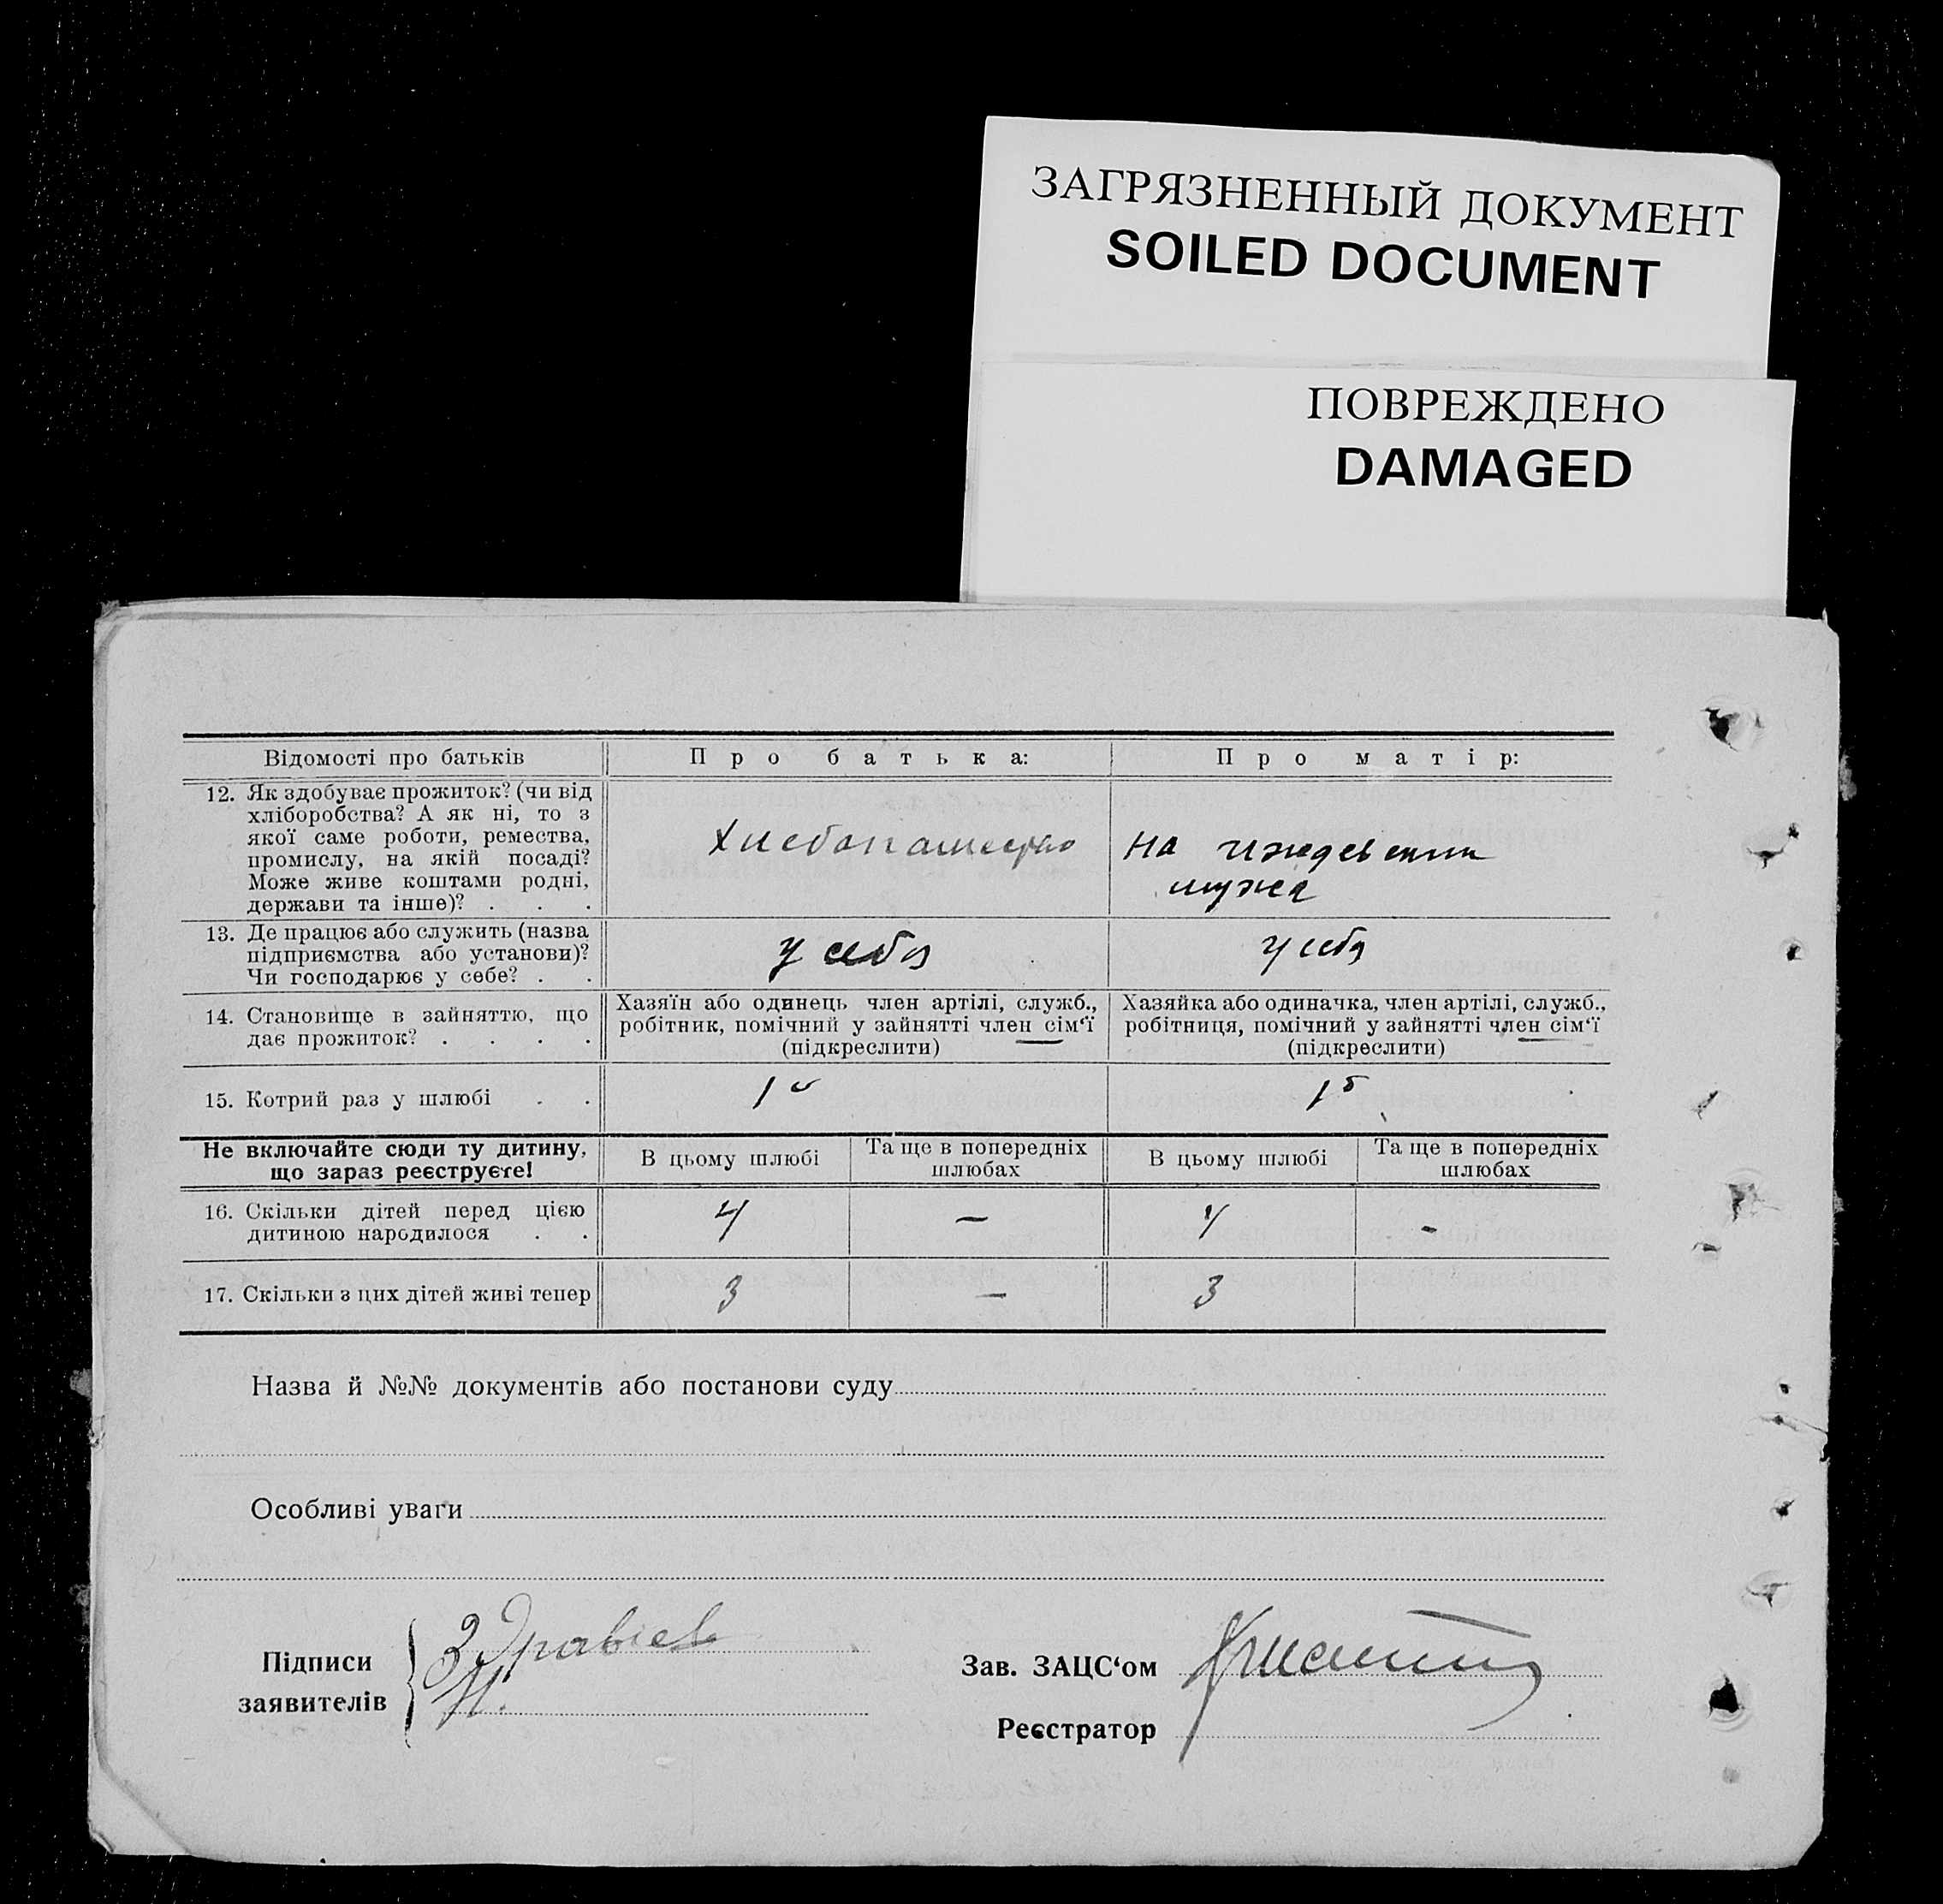 ЗАГРЯЗНЕННЫЙ ДОКУМЕНТ
SOILED DOCUMENT
ПОВРЕЖДЕНО
DAMAGED
Відомості про батьків
Про батька:
Про матір:
12. Як здобуває прожиток? (чи від
хліборобства? А як ні, то з
якої саме роботи, ремества,
промислу, на якій посаді?
Може живе коштами родні,
держави та інше)? . . .
Хлебопашество
на иждевении
мужа
13. Де працює або служить (назва
підприємства або установи)?
Чи господарює у себе? . .
у себя
у себя
14. Становище в зайняттю, що
дає прожиток? . . . .
Хазяїн або одинець член артілі, служб.,
робітник, помічний у зайнятті член сім‘ї
(підкреслити)
Хазяйка або одиначка, член артілі, служб.,
робітниця, помічний у зайнятті член сім‘ї
(підкреслити)
15. Котрий раз у шлюбі . .
1
1
Не включайте сюди ту дитину,
що зараз реєструєте!
В цьому шлюбі
Та ще в попередніх
шлюбах
В цьому шлюбі
Та ще в попередніх
шлюбах
16. Скільки дітей перед цією
дитиною народилося . .
4
—
4
-
17. Скільки з цих дітей живі тепер
3
—
3
Назва й №№ документів або постанови суду
Особливі уваги
Підписи
заявителів
Зав. ЗАЦС‘ом
Реєстратор